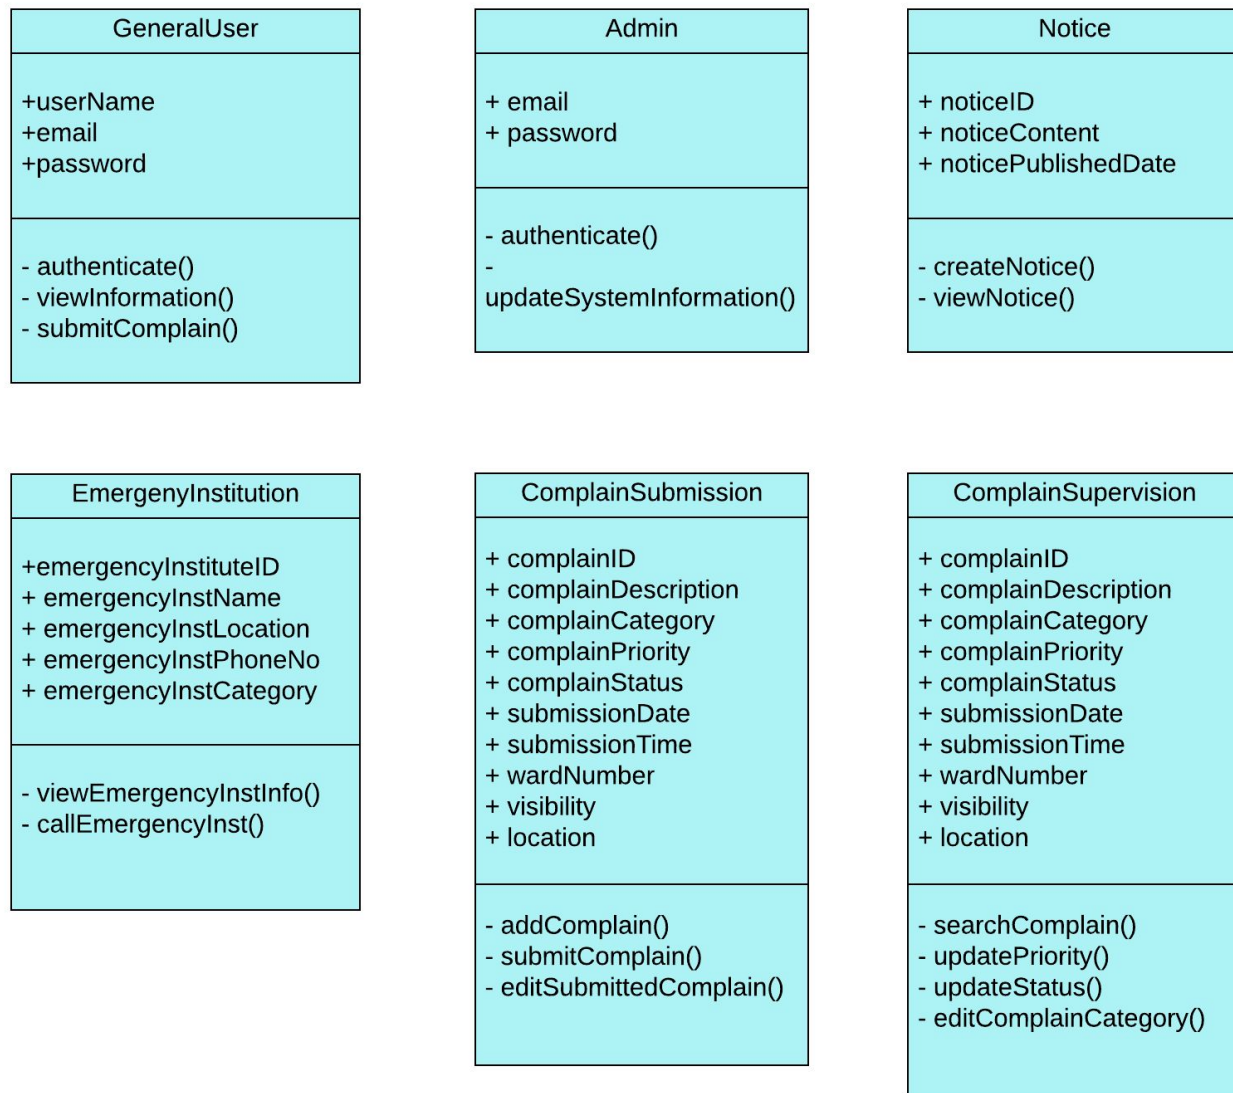 GeneralUser
+userName
+email
+password
- authenticate()
- viewInformation()
- submitComplain()
Admin
+ email
+ password
- authenticate()
-
updateSystemInformation()
Notice
+ noticeID
+ noticeContent
+ noticePublishedDate
- createNotice()
- viewNotice()
EmergenyInstitution
+emergencyInstituteID
+ emergencyInstName
+ emergencyInstLocation
+ emergencyInstPhoneNo
+ emergencyInstCategory
- viewEmergencyInstInfo()
- callEmergencyInst()
ComplainSubmission
+ complainID
+ complainDescription
+ complainCategory
+ complainPriority
+ complainStatus
+ submissionDate
+ submissionTime
+ wardNumber
+ visibility
+ location
- addComplain()
- submitComplain()
- editSubmittedComplain()
ComplainSupervision
+ complainID
+ complainDescription
+ complainCategory
+ complainPriority
+ complainStatus
+ submissionDate
+ submissionTime
+ wardNumber
+ visibility
+ location
- searchComplain()
- updatePriority()
- updateStatus()
- editComplainCategory()